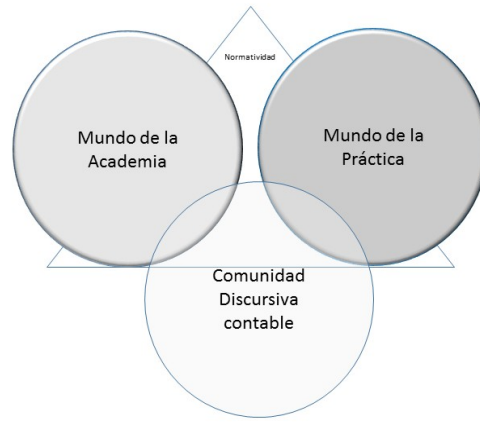 Normatividad
Mundo de la
Academia
Mundo de la
Práctica
Comunidad
Discursiva
contable